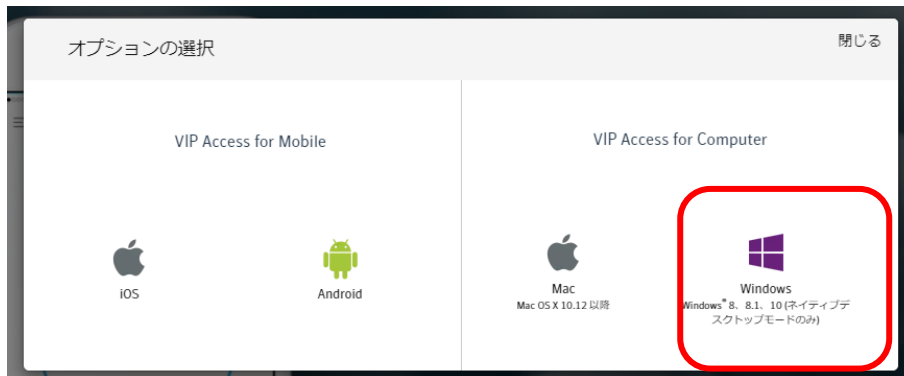 オプションの選択
閉じる
VIP Access for Mobile
VIP Access for Computer
iOS
Android
Mac
Mac OS X 10.12 以降
Windows
Windows® 8、8.1、10 (ネイティブデ
スクトップモードのみ)